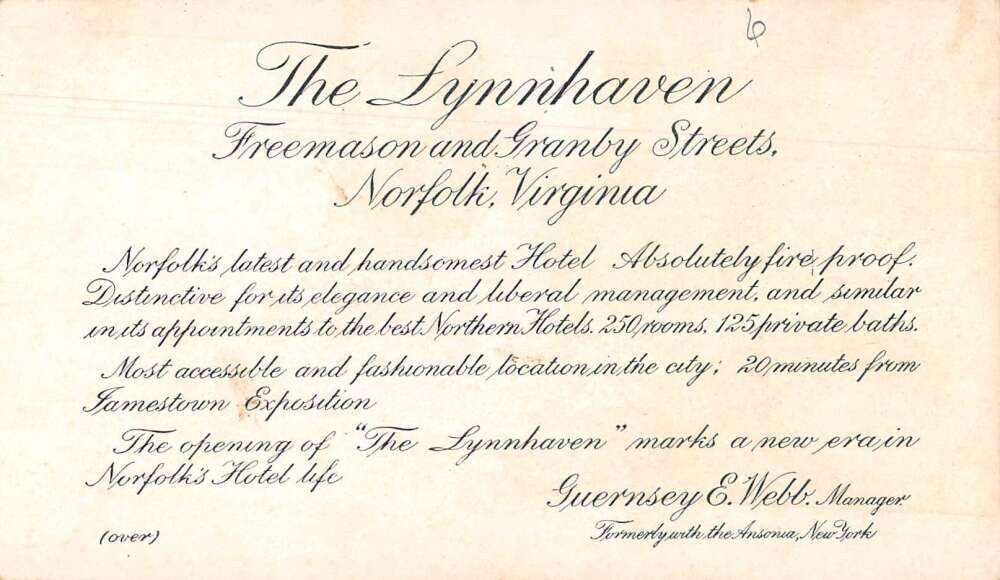 6
The Lynnhaven
Freemason and Granby Streets,
Norfolk, Virginia
Norfolk's latest and handsomest Hotel Absolutely fire proof.
Distinctive for its elegance and liberal management, and similar
in its appointments to the best Northern Hotels. 250 rooms, 125 private baths.
Most accessible and fashionable location in the city; 20 minutes from
Jamestown Exposition
The opening of "The Lynnhaven" marks a new era in
Norfolk's Hotel life
Guernsey E. Webb. Manager.
Formerly with the Ansonia, New York
(over)